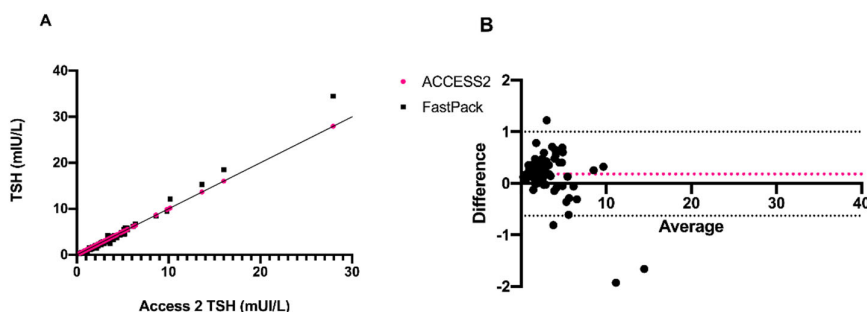 A
40
30
20
10
0
0
10
20
30
TSH (mIU/L)
Access 2 TSH (mUI/L)
ACCESS2
FastPack
B
2
1
0
-1
-2
10
20
30
40
Difference
Average